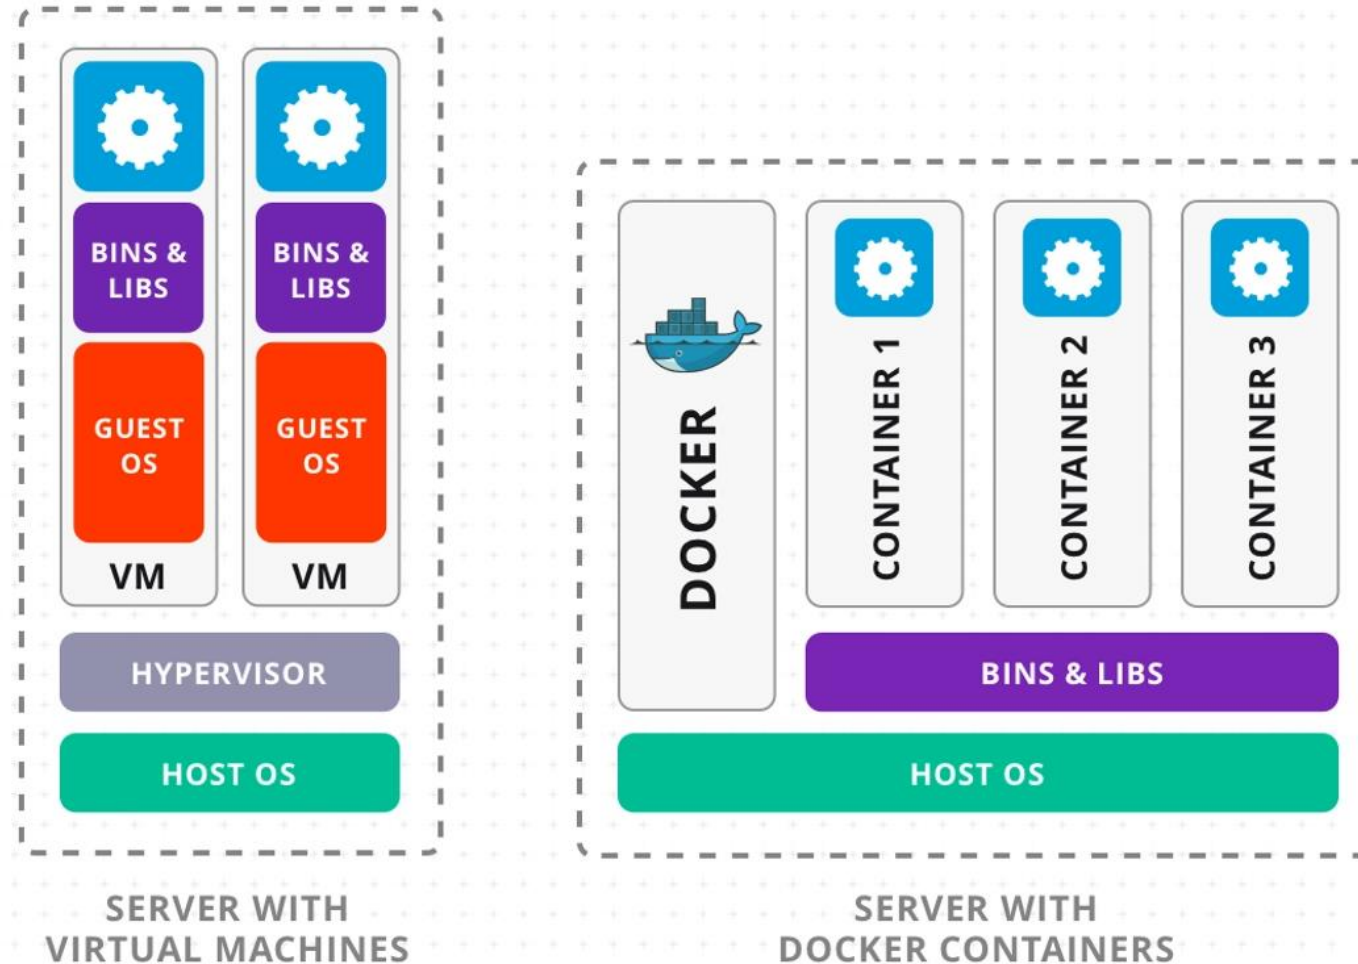 BINS &
LIBS
GUEST
OS
VM
BINS &
LIBS
GUEST
OS
VM
HYPERVISOR
HOST OS
SERVER WITH
VIRTUAL MACHINES
DOCKER
CONTAINER 1
CONTAINER 2
CONTAINER 3
BINS & LIBS
HOST OS
SERVER WITH
DOCKER CONTAINERS